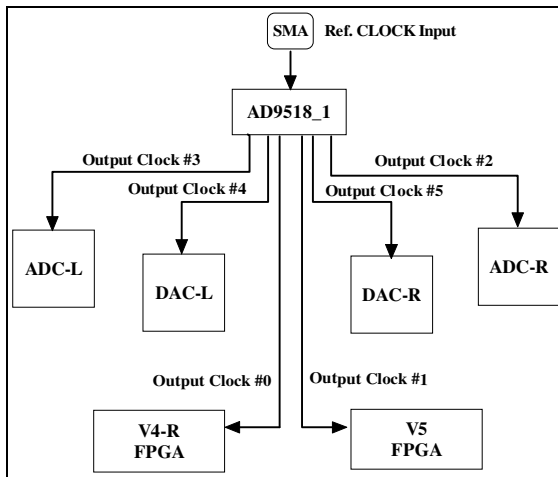 SMA
Ref. CLOCK Input
AD9518_1
Output Clock #3
Output Clock #2
Output Clock #4
Output Clock #5
ADC-L
DAC-L
DAC-R
ADC-R
Output Clock #0
Output Clock #1
V4-R
FPGA
V5
FPGA